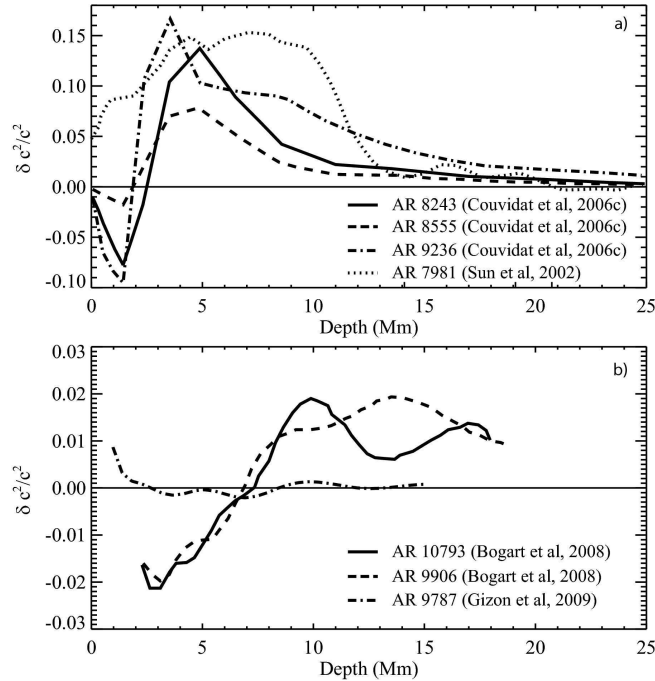 a)
0.15
0.10
0.05
0.00
-0.05
-0.10
δ c²/c²
AR 8243 (Couvidat et al, 2006c)
AR 8555 (Couvidat et al, 2006c)
AR 9236 (Couvidat et al, 2006c)
AR 7981 (Sun et al, 2002)
0 5 10 15 20 25
Depth (Mm)
b)
0.03
0.02
0.01
0.00
-0.01
-0.02
-0.03
δ c²/c²
AR 10793 (Bogart et al, 2008)
AR 9906 (Bogart et al, 2008)
AR 9787 (Gizon et al, 2009)
0 5 10 15 20 25
Depth (Mm)